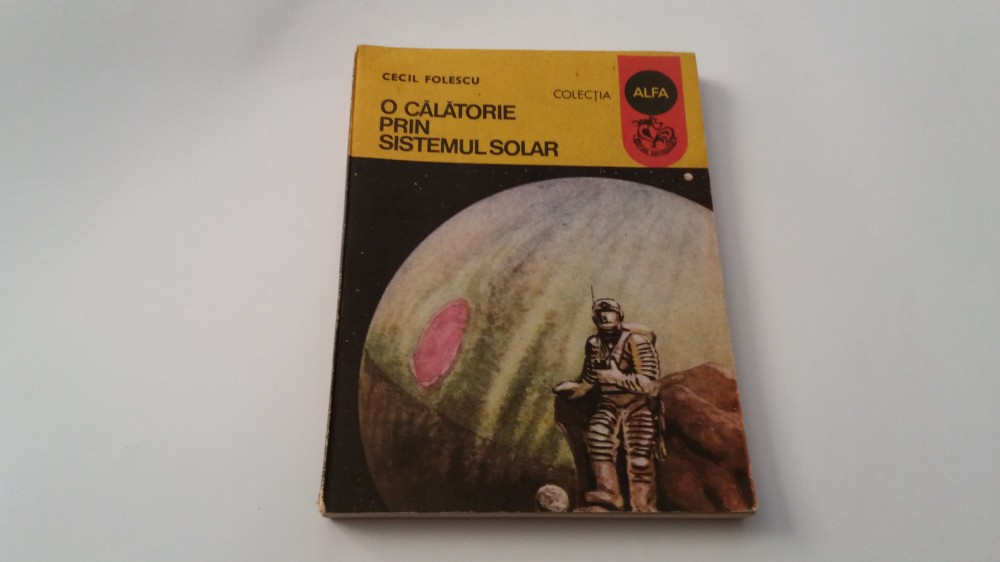 CECIL FOLESCU
O CĂLĂTORIE
PRIN
SISTEMUL SOLAR
COLECȚIA
ALFA